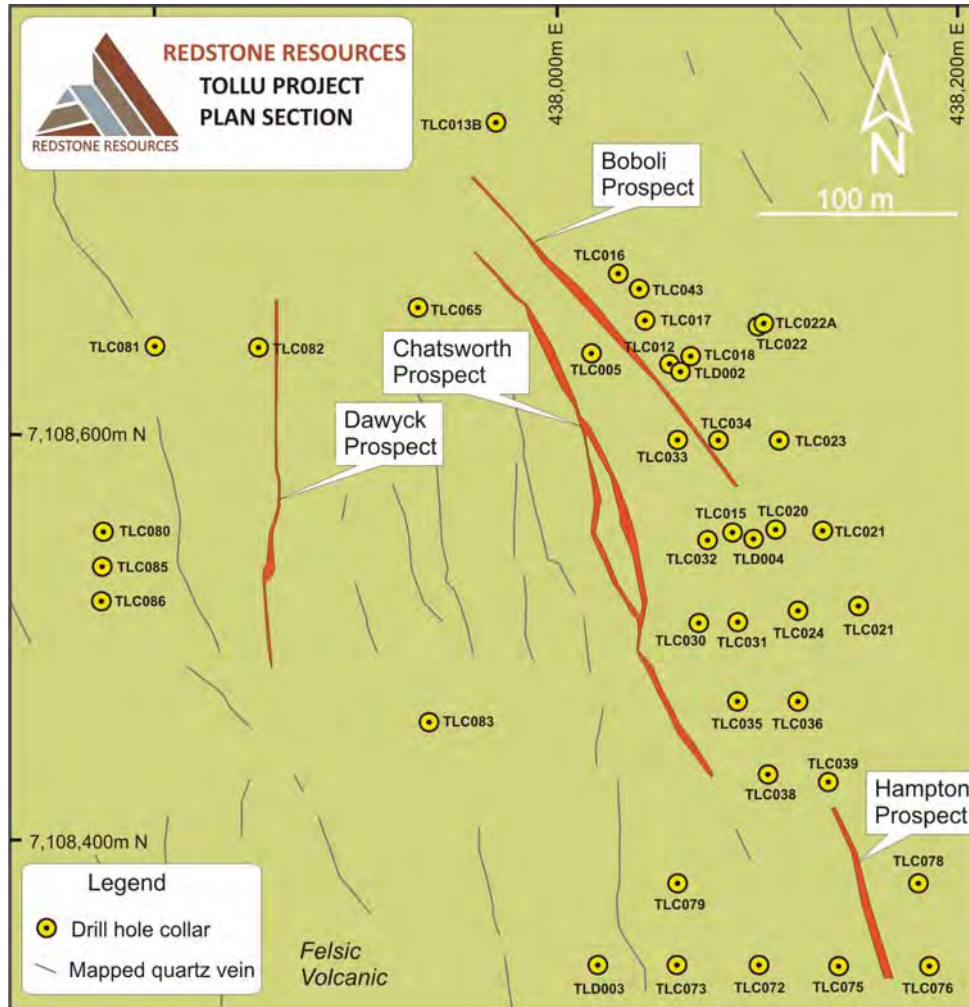 REDSTONE RESOURCES
TOLLU PROJECT
PLAN SECTION
REDSTONE RESOURCES
438,000m E
438,200m E
N
100 m
TLC013B
Boboli
Prospect
TLC016
TLC043
TLC065
TLC017
TLC022A
TLC022
TLC081
TLC082
Chatsworth
Prospect
TLC005
TLC012
TLC018
TLD002
7,108,600m N
Dawyck
Prospect
TLC034
TLC033
TLC023
TLC080
TLC015
TLC020
TLC021
TLC032
TLD004
TLC085
TLC086
TLC030
TLC031
TLC024
TLC021
TLC083
TLC035
TLC036
TLC039
TLC038
Hampton
Prospect
7,108,400m N
TLC078
TLC079
Legend
Drill hole collar
Mapped quartz vein
Felsic
Volcanic
TLD003
TLC073
TLC072
TLC075
TLC076